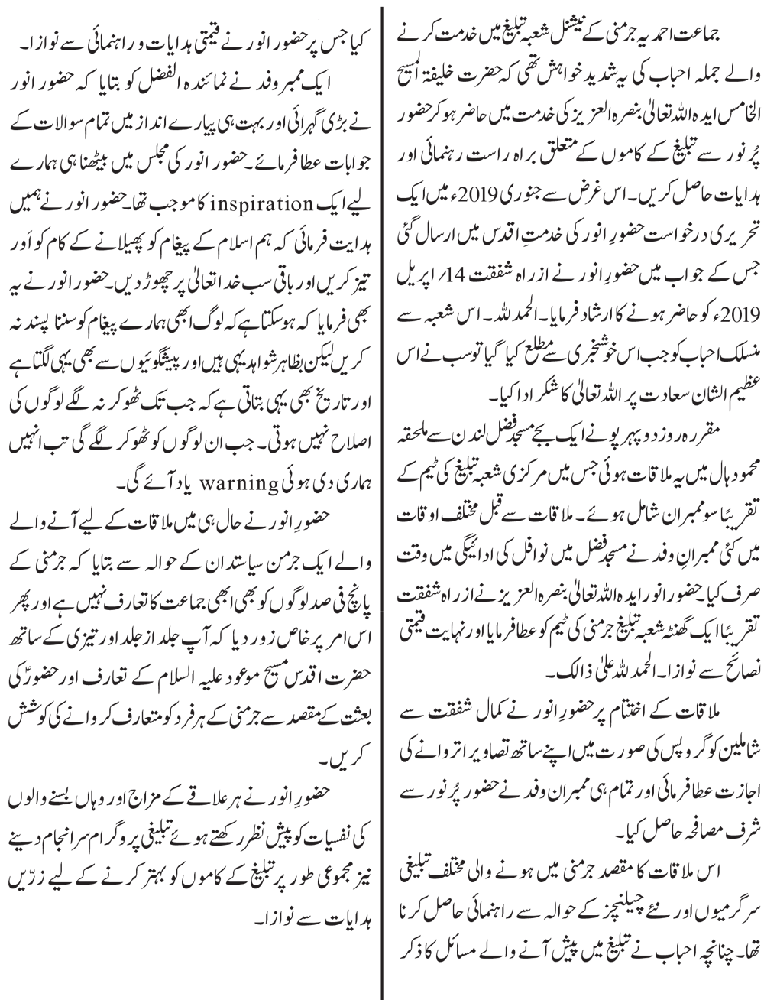 جماعت احمدیہ جرمنی کے نیشنل شعبہ تبلیغ میں خدمت کرنے
والے جملہ احباب کی یہ شدید خواہش تھی کہ حضرت خلیفۃ المسیح
الخامس ایدہ اللہ تعالیٰ بنصرہ العزیز کی خدمت میں حاضر ہو کر حضور
پُرنور سے تبلیغ کے کاموں کے متعلق براہ راست رہنمائی اور
ہدایات حاصل کریں۔ اس غرض سے جنوری 2019ء میں ایک
تحریری درخواست حضورِ انور کی خدمتِ اقدس میں ارسال گئی
جس کے جواب میں حضورِ انور نے ازراہ شفقت 14؍ اپریل
2019ء کو حاضر ہونے کا ارشاد فرمایا۔ الحمد للہ۔ اس شعبہ سے
منسلک احباب کو جب اس خوشخبری سے مطلع کیا گیا تو سب نے اس
عظیم الشان سعادت پر اللہ تعالیٰ کا شکر ادا کیا۔
مقررہ روز دوپہر پونے ایک بجے مسجد فضل لندن سے ملحقہ
محمود ہال میں یہ ملاقات ہوئی جس میں مرکزی شعبہ تبلیغ کی ٹیم کے
تقریبًا سو ممبران شامل ہوئے۔ ملاقات سے قبل مختلف اوقات
میں کئی ممبرانِ وفد نے مسجد فضل میں نوافل کی ادائیگی میں وقت
صرف کیا۔ حضور انور ایدہ اللہ تعالیٰ بنصرہ العزیز نے ازراہ شفقت
تقریبًا ایک گھنٹہ شعبہ تبلیغ جرمنی کی ٹیم کو عطا فرمایا اور نہایت قیمتی
نصائح سے نوازا۔ الحمد للہ علیٰ ذالک۔
ملاقات کے اختتام پر حضورِ انور نے کمال شفقت سے
شاملین کو گروپس کی صورت میں اپنے ساتھ تصاویر اتروانے کی
اجازت عطا فرمائی اور تمام ہی ممبران وفد نے حضور پُرنور سے
شرف مصافحہ حاصل کیا۔
اس ملاقات کا مقصد جرمنی میں ہونے والی مختلف تبلیغی
سرگرمیوں اور نئے چیلنجز کے حوالہ سے راہنمائی حاصل کرنا
تھا۔ چنانچہ احباب نے تبلیغ میں پیش آنے والے مسائل کا ذکر
کیا جس پر حضور انور نے قیمتی ہدایات و راہنمائی سے نوازا۔
ایک ممبر وفد نے نمائندہ الفضل کو بتایا کہ حضور انور
نے بڑی گہرائی اور بہت ہی پیارے انداز میں تمام سوالات کے
جوابات عطا فرمائے۔ حضور انور کی مجلس میں بیٹھنا ہی ہمارے
لیے ایک inspiration کا موجب تھا۔ حضور انور نے ہمیں
ہدایت فرمائی کہ ہم اسلام کے پیغام کو پھیلانے کے کام کو اَور
تیز کریں اور باقی سب خدا تعالیٰ پر چھوڑ دیں۔ حضور انور نے یہ
بھی فرمایا کہ ہو سکتا ہے کہ لوگ ابھی ہمارے پیغام کو سننا پسند نہ
کریں لیکن بظاہر شواہد یہی ہیں اور پیشگوئیوں سے بھی یہی لگتا ہے
اور تاریخ بھی یہی بتاتی ہے کہ جب تک ٹھوکر نہ لگے لوگوں کی
اصلاح نہیں ہوتی۔ جب ان لوگوں کو ٹھوکر لگے گی تب انہیں
ہماری دی ہوئی warning یاد آئے گی۔
حضورِ انور نے حال ہی میں ملاقات کے لیے آنے والے
والے ایک جرمن سیاستدان کے حوالہ سے بتایا کہ جرمنی کے
پانچ فی صد لوگوں کو بھی ابھی جماعت کا تعارف نہیں ہے اور پھر
اس امر پر خاص زور دیا کہ آپ جلد از جلد اور تیزی کے ساتھ
حضرت اقدس مسیح موعود علیہ السلام کے تعارف اور حضورؑ کی
بعثت کے مقصد سے جرمنی کے ہر فرد کو متعارف کروانے کی کوشش
کریں۔
حضورِ انور نے ہر علاقے کے مزاج اور وہاں بسنے والوں
کی نفسیات کو پیش نظر رکھتے ہوئے تبلیغی پروگرام سرانجام دینے
نیز مجموعی طور پر تبلیغ کے کاموں کو بہتر کرنے کے لیے زرّیں
ہدایات سے نوازا۔